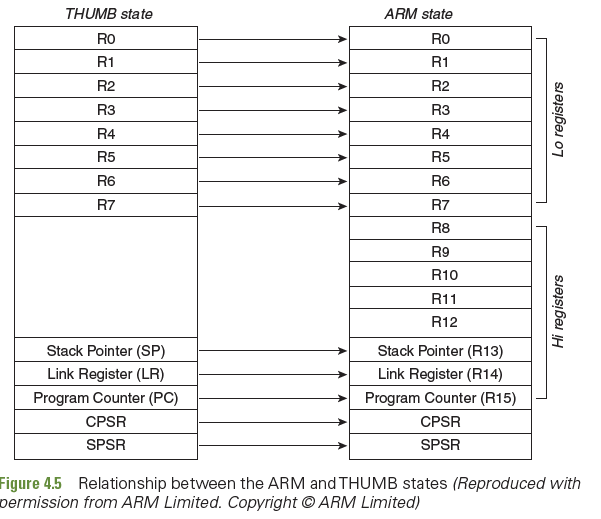 THUMB state
ARM state
R0
R0
R1
R1
R2
R2
R3
R3
R4
R4
R5
R5
R6
R6
R7
R7
Lo registers
R8
R9
R10
R11
R12
Hi registers
Stack Pointer (SP)
Stack Pointer (R13)
Link Register (LR)
Link Register (R14)
Program Counter (PC)
Program Counter (R15)
CPSR
CPSR
SPSR
SPSR
Figure 4.5 Relationship between the ARM and THUMB states (Reproduced with
permission from ARM Limited. Copyright © ARM Limited)